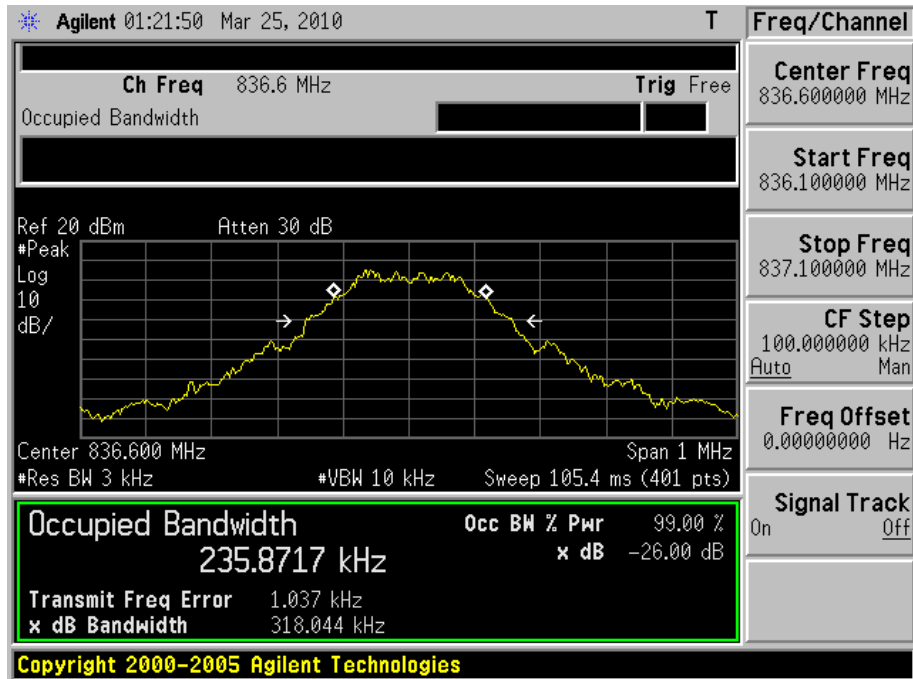 Agilent 01:21:50 Mar 25, 2010 T
Freq/Channel
Ch Freq 836.6 MHz Trig Free
Occupied Bandwidth
Center Freq
836.600000 MHz
Start Freq
836.100000 MHz
Stop Freq
837.100000 MHz
CF Step
100.000000 kHz
Auto Man
Freq Offset
0.00000000 Hz
Signal Track
On Off
Ref 20 dBm Atten 30 dB
#Peak
Log
10
dB/
Center 836.600 MHz Span 1 MHz
#Res BW 3 kHz #VBW 10 kHz Sweep 105.4 ms (401 pts)
Occupied Bandwidth Occ BW % Pwr 99.00 %
235.8717 kHz x dB -26.00 dB
Transmit Freq Error 1.037 kHz
x dB Bandwidth 318.044 kHz
Copyright 2000-2005 Agilent Technologies